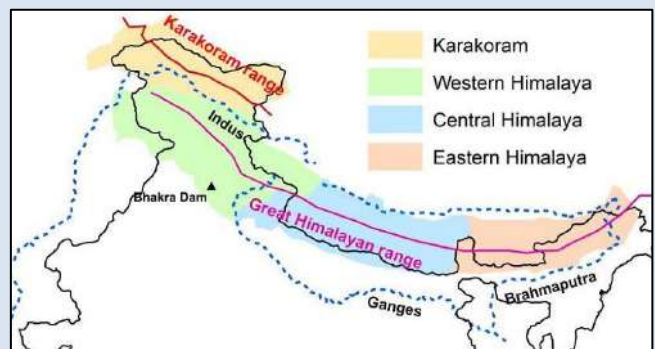 Karakoram range
Karakoram
Western Himalaya
Central Himalaya
Eastern Himalaya
Indus
Bhakra Dam
Great Himalayan range
Ganges
Brahmaputra